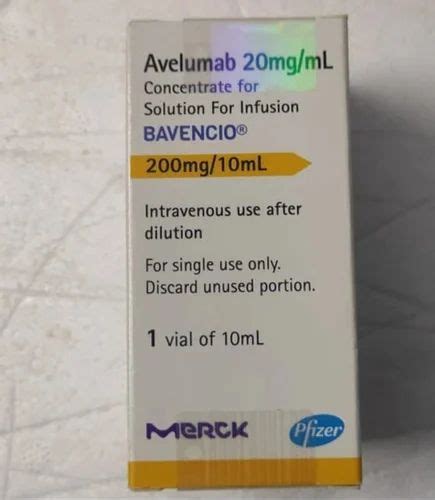 Avelumab 20mg/mL
Concentrate for
Solution For Infusion
BAVENCIO®
200mg/10mL
Intravenous use after
dilution
For single use only.
Discard unused portion.
1 vial of 10mL
MERCK
Pfizer